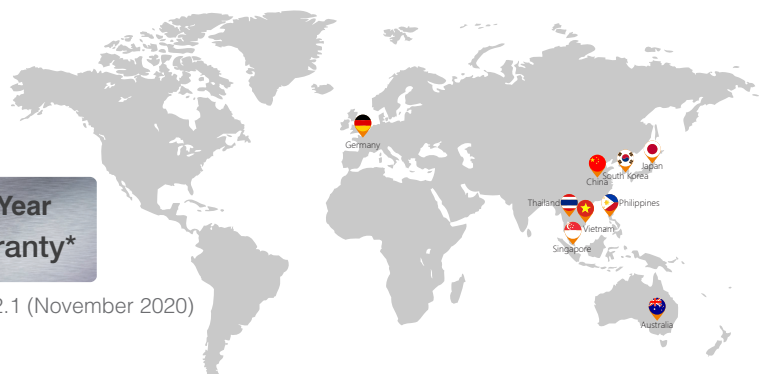 Germany
Japan
South Korea
China
Thailand
Philippines
Vietnam
Singapore
Year
ranty*
2.1 (November 2020)
Australia